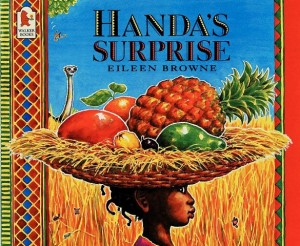 WALKER
BOOKS
HANDA'S
SURPRISE
EILEEN BROWNE